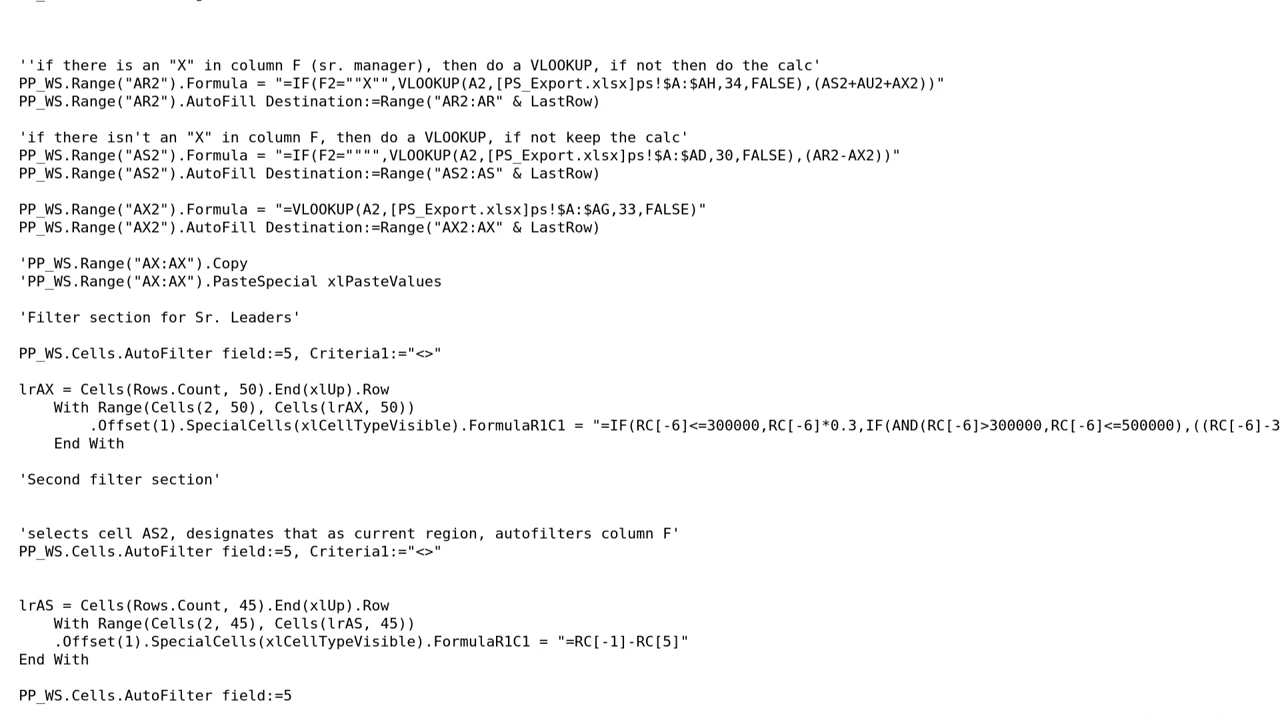 ''if there is an "X" in column F (sr. manager), then do a VLOOKUP, if not then do the calc'
PP_WS.Range("AR2").Formula = "=IF(F2=""X"",VLOOKUP(A2,[PS_Export.xlsx]ps!$A:$AH,34,FALSE),(AS2+AU2+AX2))"
PP_WS.Range("AR2").AutoFill Destination:=Range("AR2:AR" & LastRow)
'if there isn't an "X" in column F, then do a VLOOKUP, if not keep the calc'
PP_WS.Range("AS2").Formula = "=IF(F2="""",VLOOKUP(A2,[PS_Export.xlsx]ps!$A:$AD,30,FALSE),(AR2-AX2))"
PP_WS.Range("AS2").AutoFill Destination:=Range("AS2:AS" & LastRow)
PP_WS.Range("AX2").Formula = "=VLOOKUP(A2,[PS_Export.xlsx]ps!$A:$AG,33,FALSE)"
PP_WS.Range("AX2").AutoFill Destination:=Range("AX2:AX" & LastRow)
'PP_WS.Range("AX:AX").Copy
'PP_WS.Range("AX:AX").PasteSpecial xlPasteValues
'Filter section for Sr. Leaders'
PP_WS.Cells.AutoFilter field:=5, Criteria1:="<>"
lrAX = Cells(Rows.Count, 50).End(xlUp).Row
    With Range(Cells(2, 50), Cells(lrAX, 50))
        .Offset(1).SpecialCells(xlCellTypeVisible).FormulaR1C1 = "=IF(RC[-6]<=300000,RC[-6]*0.3,IF(AND(RC[-6]>300000,RC[-6]<=500000),((RC[-6]-3
    End With
'Second filter section'
'selects cell AS2, designates that as current region, autofilters column F'
PP_WS.Cells.AutoFilter field:=5, Criteria1:="<>"
lrAS = Cells(Rows.Count, 45).End(xlUp).Row
    With Range(Cells(2, 45), Cells(lrAS, 45))
    .Offset(1).SpecialCells(xlCellTypeVisible).FormulaR1C1 = "=RC[-1]-RC[5]"
End With
PP_WS.Cells.AutoFilter field:=5